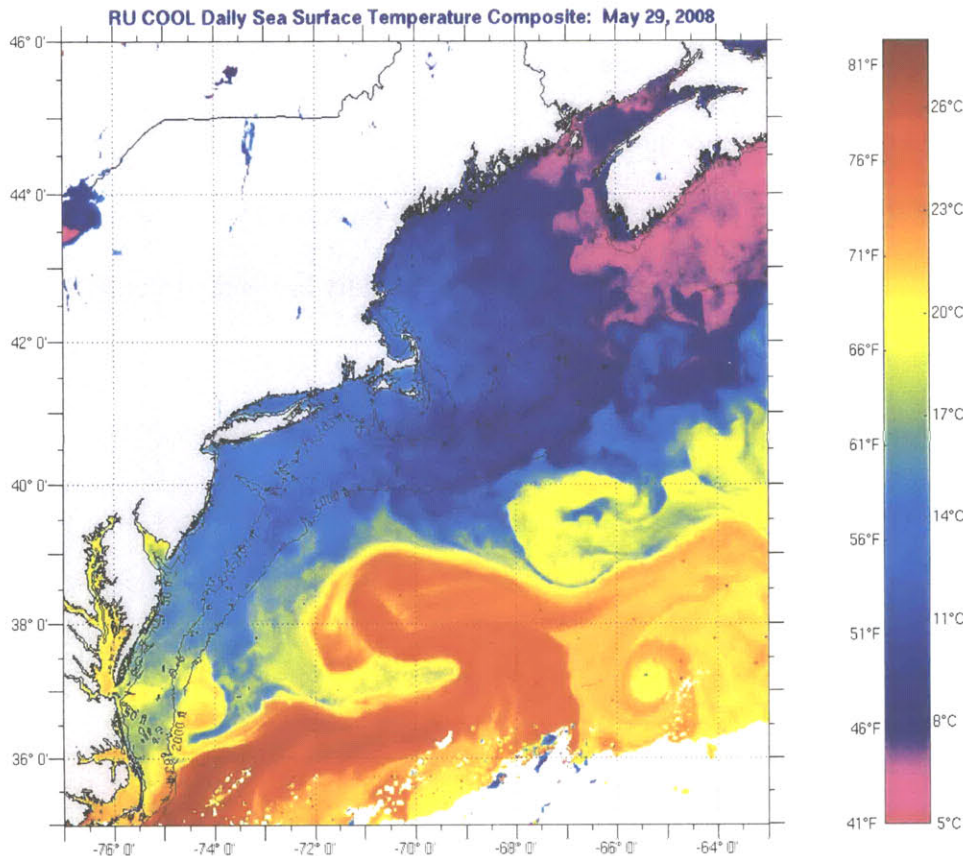 RU COOL Daily Sea Surface Temperature Composite: May 29, 2008
46° 0'
44° 0'
42° 0'
40° 0'
38° 0'
36° 0'
-76° 0'
-74° 0'
-72° 0'
-70° 0'
-68° 0'
-66° 0'
-64° 0'
2000 ft
81°F
76°F
71°F
66°F
61°F
56°F
51°F
46°F
41°F
26°C
23°C
20°C
17°C
14°C
11°C
8°C
5°C